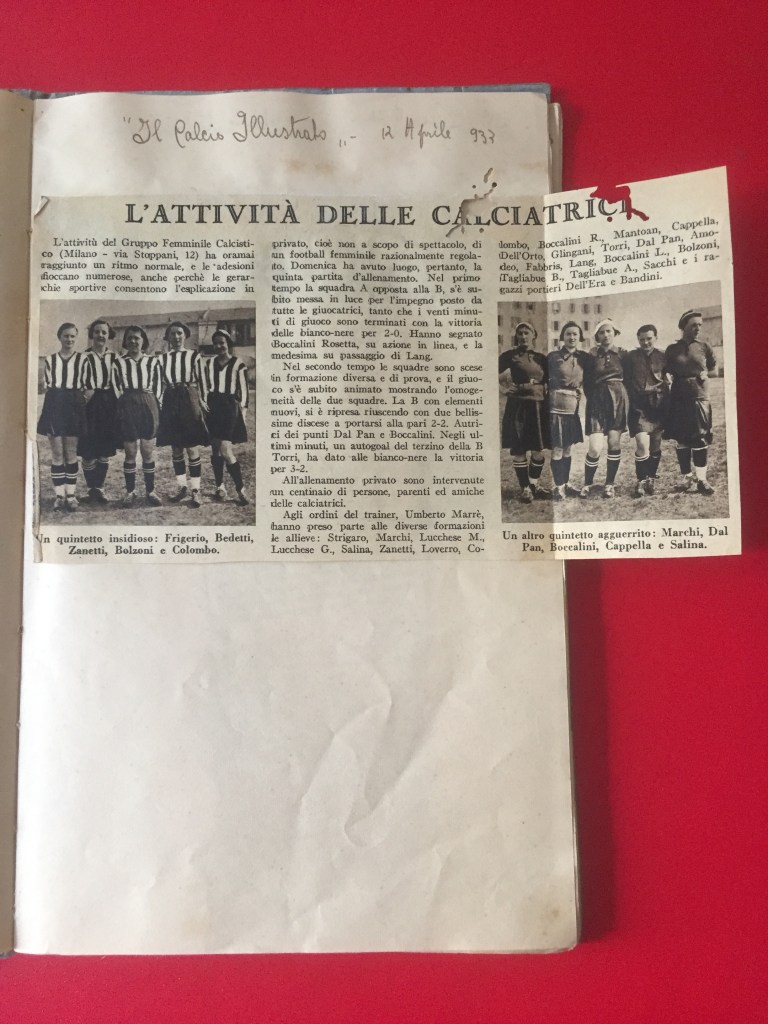 "Il Calcio Illustrato„ - 12 Aprile 933
L'ATTIVITÀ DELLE CALCIATRICI
L'attività del Gruppo Femminile Calcisti-
co (Milano - via Stoppani, 12) ha oramai
raggiunto un ritmo normale, e le adesioni
fioccano numerose, anche perchè le gerar-
chie sportive consentono l'esplicazione in
Un quintetto insidioso: Frigerio, Bedetti,
Zanetti, Bolzoni e Colombo.
privato, cioè non a scopo di spettacolo, di
un football femminile razionalmente regola-
to, Domenica ha avuto luogo, pertanto, la
quinta partita d'allenamento. Nel primo
tempo la squadra A opposta alla B, s'è su-
bito messa in luce per l'impegno posto da
tutte le giuocatrici, tanto che i venti minu-
ti di giuoco sono terminati con la vittoria
delle bianco-nere per 2-0. Hanno segnato
Boccalini Rosetta, su azione in linea, e la
medesima su passaggio di Lang.
Nel secondo tempo le squadre sono scese
in formazione diversa e di prova, e il giuo-
co s'è subito animato mostrando l'omoge-
neità delle due squadre. La B con elementi
nuovi, si è ripresa riuscendo con due bellis-
sime discese a portarsi alla pari 2-2. Autri-
ci dei punti Dal Pan e Boccalini. Negli ul-
timi minuti, un autogoal del terzino della B
Torri, ha dato alle bianco-nere la vittoria
per 3-2.
All'allenamento privato sono intervenute
un centinaio di persone, parenti ed amiche
delle calciatrici.
Agli ordini del trainer, Umberto Marrè,
hanno preso parte alle diverse formazioni
le allieve: Strigaro, Marchi, Lucchese M.,
Lucchese G., Salina, Zanetti, Loverro, Co-
lombo, Boccalini R., Mantoan, Cappella,
Dell'Orto, Glingani, Torri, Dal Pan, Amo-
deo, Fabbris, Lang, Boccalini L., Bolzoni,
Tagliabue B., Tagliabue A., Sacchi e i ra-
gazzi portieri Dell'Era e Bandini.
Un altro quintetto agguerrito: Marchi, Dal
Pan, Boccalini, Cappella e Salina.